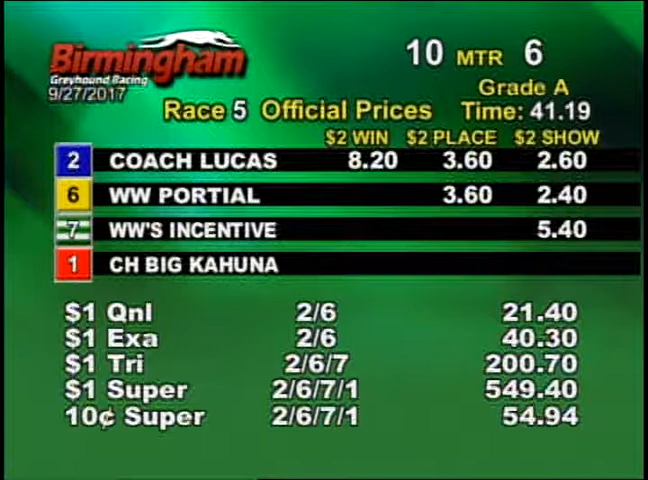 Birmingham
Greyhound Racing
9/27/2017
10 MTR 6
Grade A
Race 5 Official Prices Time: 41.19
$2 WIN $2 PLACE $2 SHOW
2 COACH LUCAS 8.20 3.60 2.60
6 WW PORTIAL 3.60 2.40
7 WW'S INCENTIVE 5.40
1 CH BIG KAHUNA
$1 Qnl 2/6 21.40
$1 Exa 2/6 40.30
$1 Tri 2/6/7 200.70
$1 Super 2/6/7/1 549.40
10¢ Super 2/6/7/1 54.94